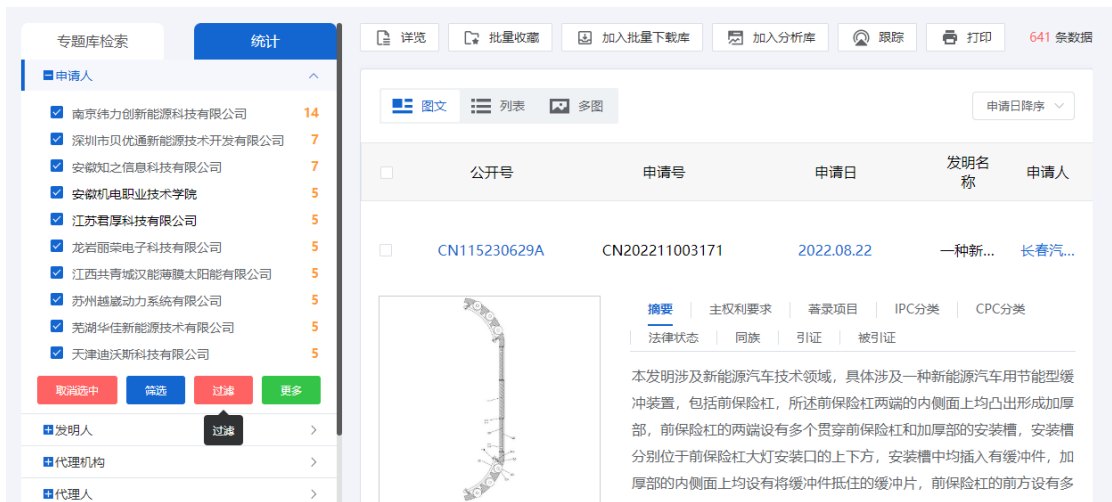 专题库检索
统计
申请人
南京纬力创新能源科技有限公司 14
深圳市贝优通新能源技术开发有限公司 7
安徽知之信息科技有限公司 7
安徽机电职业技术学院 5
江苏君厚科技有限公司 5
龙岩丽荣电子科技有限公司 5
江西共青城汉能薄膜太阳能有限公司 5
苏州越崴动力系统有限公司 5
芜湖华佳新能源技术有限公司 5
天津迪沃斯科技有限公司 5
取消选中 筛选 过滤 更多
过滤
发明人
代理机构
代理人
详览 批量收藏 加入批量下载库 加入分析库 跟踪 打印 641 条数据
图文 列表 多图 申请日降序
公开号 申请号 申请日 发明名称 申请人
CN115230629A CN202211003171 2022.08.22 一种新... 长春汽...
摘要 主权利要求 著录项目 IPC分类 CPC分类
法律状态 同族 引证 被引证
本发明涉及新能源汽车技术领域，具体涉及一种新能源汽车用节能型缓
冲装置，包括前保险杠，所述前保险杠两端的内侧面上均凸出形成加厚
部，前保险杠的两端设有多个贯穿前保险杠和加厚部的安装槽，安装槽
分别位于前保险杠大灯安装口的上下方，安装槽中均插入有缓冲件，加
厚部的内侧面上均设有将缓冲件抵住的缓冲片，前保险杠的前方设有多